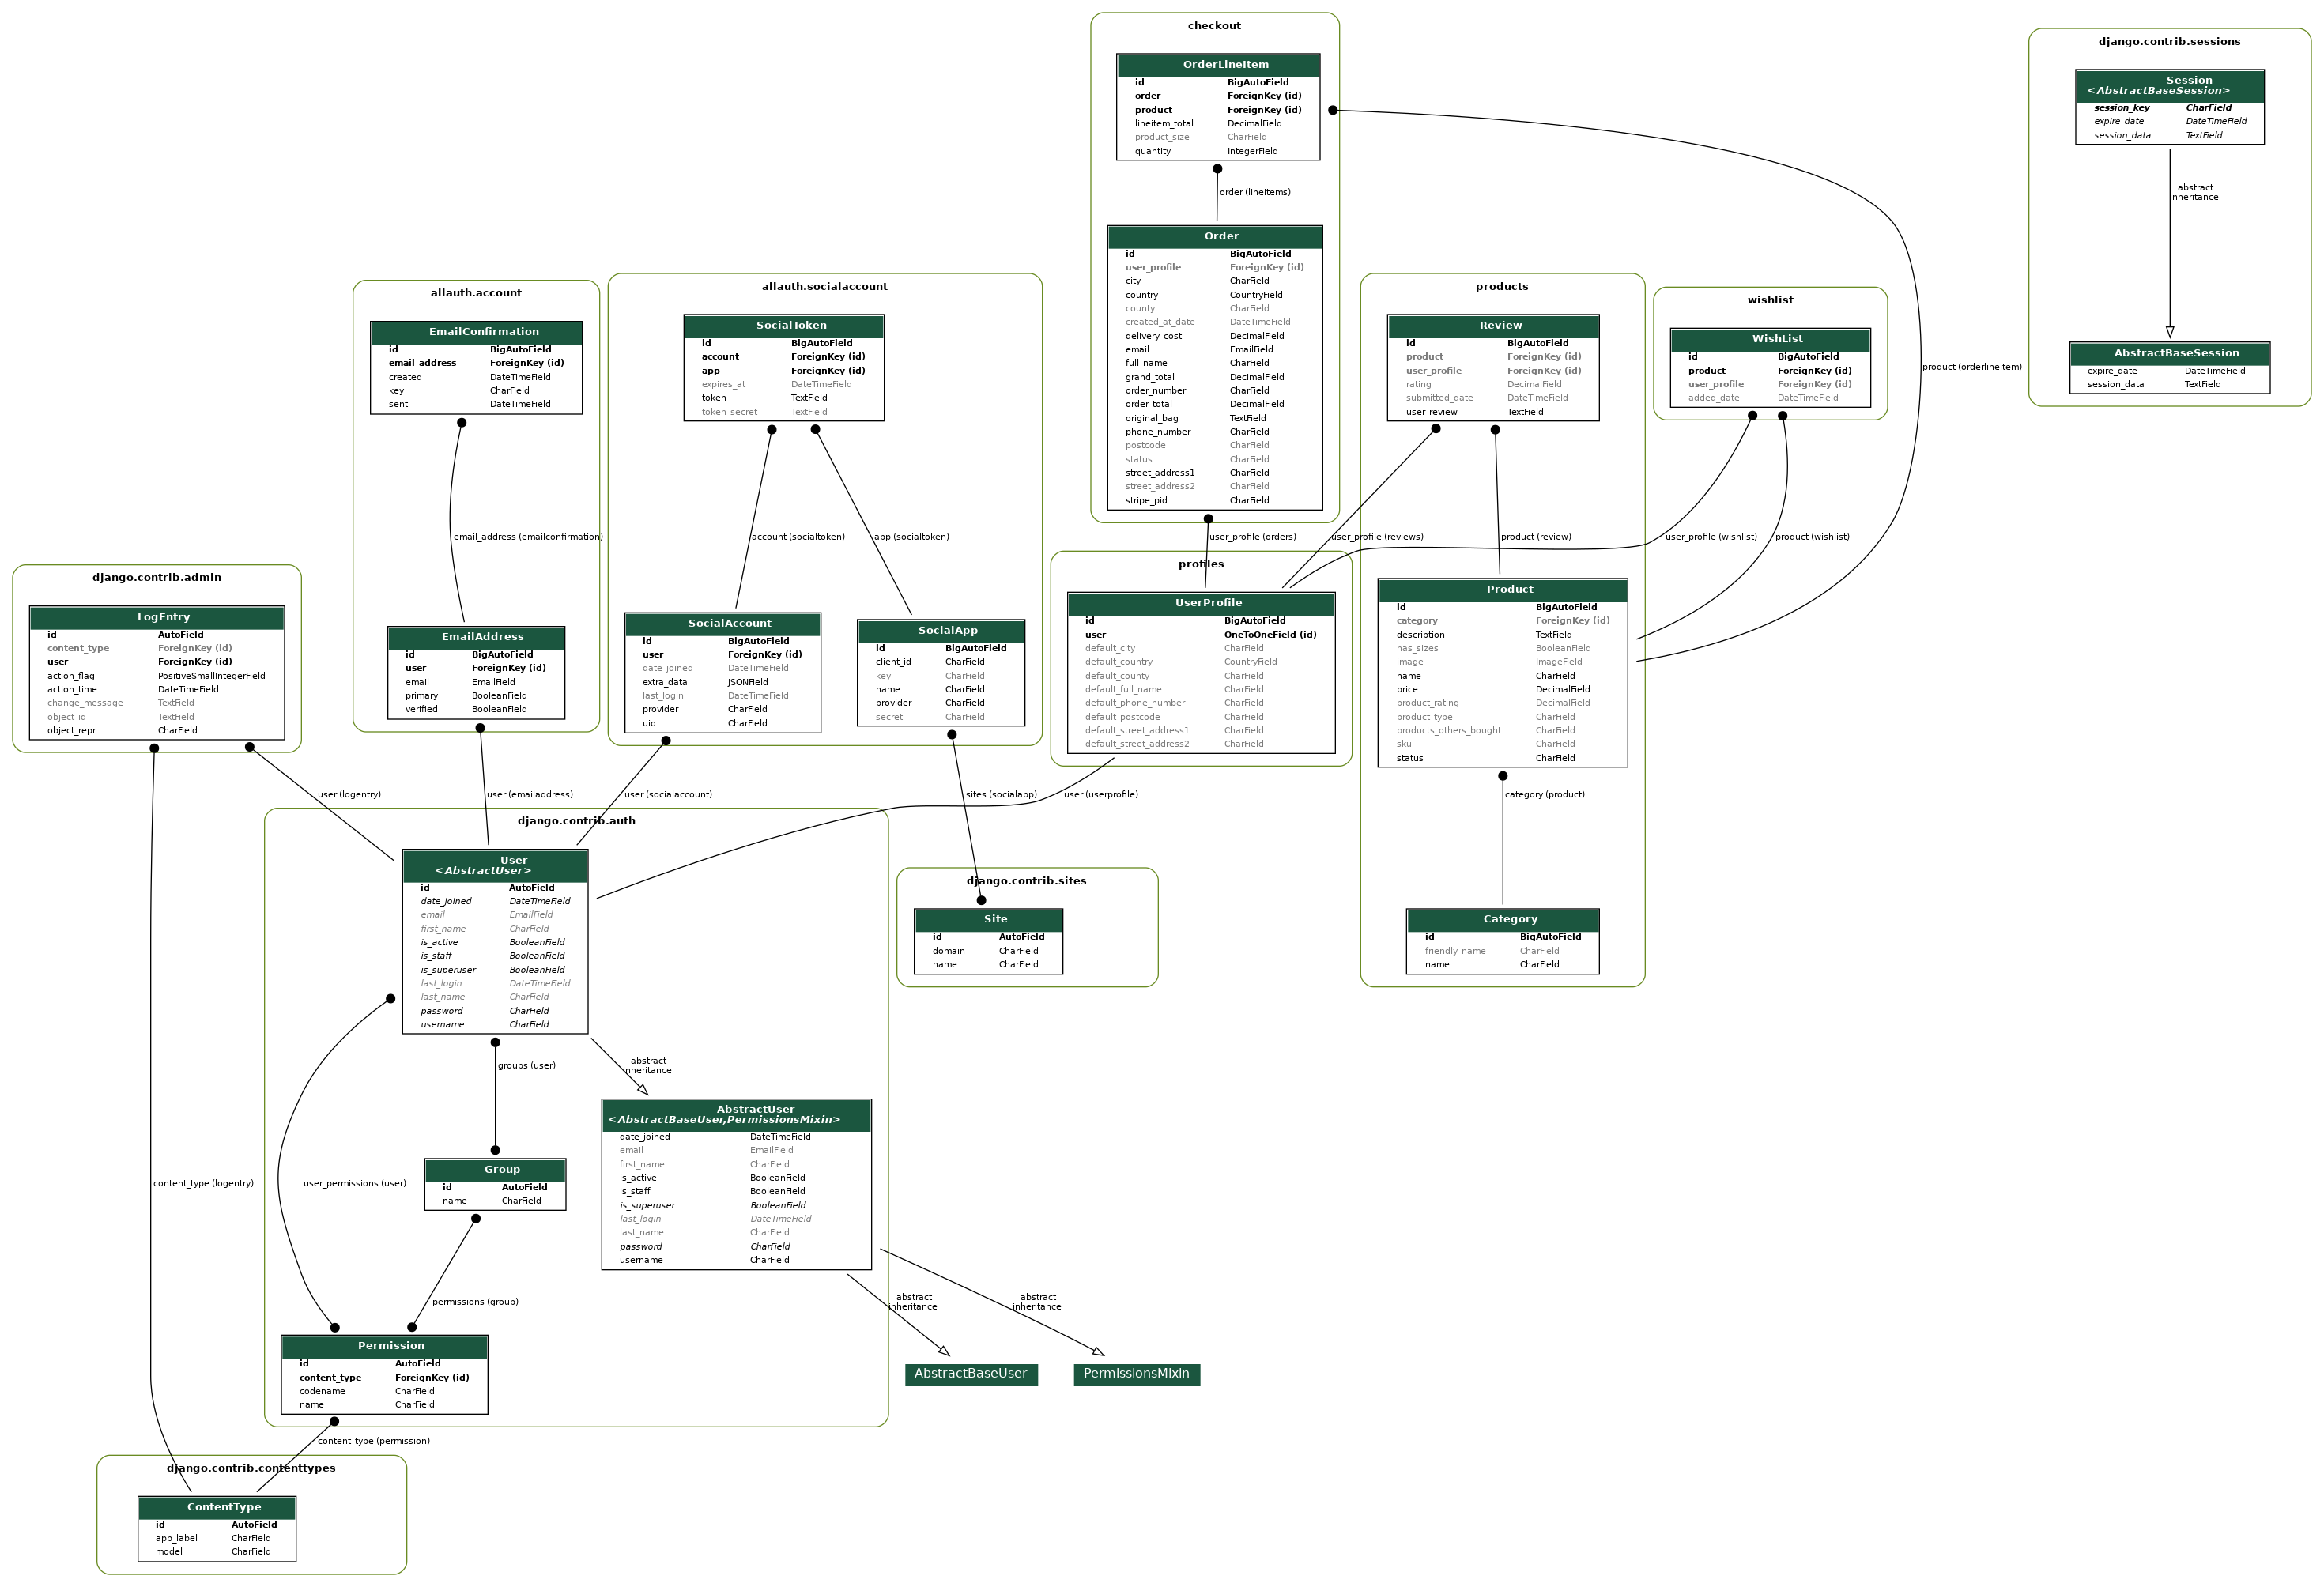 checkout
OrderLineItem
id BigAutoField
order ForeignKey (id)
product ForeignKey (id)
lineitem_total DecimalField
product_size CharField
quantity IntegerField
order (lineitems)
Order
id BigAutoField
user_profile ForeignKey (id)
city CharField
country CountryField
county CharField
created_at_date DateTimeField
delivery_cost DecimalField
email EmailField
full_name CharField
grand_total DecimalField
order_number CharField
order_total DecimalField
original_bag TextField
phone_number CharField
postcode CharField
status CharField
street_address1 CharField
street_address2 CharField
stripe_pid CharField
django.contrib.sessions
Session
<AbstractBaseSession>
session_key CharField
expire_date DateTimeField
session_data TextField
abstract
inheritance
AbstractBaseSession
expire_date DateTimeField
session_data TextField
allauth.account
EmailConfirmation
id BigAutoField
email_address ForeignKey (id)
created DateTimeField
key CharField
sent DateTimeField
email_address (emailconfirmation)
EmailAddress
id BigAutoField
user ForeignKey (id)
email EmailField
primary BooleanField
verified BooleanField
allauth.socialaccount
SocialToken
id BigAutoField
account ForeignKey (id)
app ForeignKey (id)
expires_at DateTimeField
token TextField
token_secret TextField
account (socialtoken)
app (socialtoken)
SocialAccount
id BigAutoField
user ForeignKey (id)
date_joined DateTimeField
extra_data JSONField
last_login DateTimeField
provider CharField
uid CharField
SocialApp
id BigAutoField
client_id CharField
key CharField
name CharField
provider CharField
secret CharField
products
Review
id BigAutoField
product ForeignKey (id)
user_profile ForeignKey (id)
rating DecimalField
submitted_date DateTimeField
user_review TextField
wishlist
WishList
id BigAutoField
product ForeignKey (id)
user_profile ForeignKey (id)
added_date DateTimeField
product (orderlineitem)
user_profile (orders)
user_profile (reviews)
product (review)
user_profile (wishlist)
product (wishlist)
profiles
UserProfile
id BigAutoField
user OneToOneField (id)
default_city CharField
default_country CountryField
default_county CharField
default_full_name CharField
default_phone_number CharField
default_postcode CharField
default_street_address1 CharField
default_street_address2 CharField
Product
id BigAutoField
category ForeignKey (id)
description TextField
has_sizes BooleanField
image ImageField
name CharField
price DecimalField
product_rating DecimalField
product_type CharField
products_others_bought CharField
sku CharField
status CharField
category (product)
Category
id BigAutoField
friendly_name CharField
name CharField
django.contrib.admin
LogEntry
id AutoField
content_type ForeignKey (id)
user ForeignKey (id)
action_flag PositiveSmallIntegerField
action_time DateTimeField
change_message TextField
object_id TextField
object_repr CharField
user (logentry)
user (emailaddress)
user (socialaccount)
sites (socialapp)
user (userprofile)
django.contrib.auth
User
<AbstractUser>
id AutoField
date_joined DateTimeField
email EmailField
first_name CharField
is_active BooleanField
is_staff BooleanField
is_superuser BooleanField
last_login DateTimeField
last_name CharField
password CharField
username CharField
django.contrib.sites
Site
id AutoField
domain CharField
name CharField
groups (user)
abstract
inheritance
AbstractUser
<AbstractBaseUser,PermissionsMixin>
date_joined DateTimeField
email EmailField
first_name CharField
is_active BooleanField
is_staff BooleanField
is_superuser BooleanField
last_login DateTimeField
last_name CharField
password CharField
username CharField
content_type (logentry)
user_permissions (user)
Group
id AutoField
name CharField
permissions (group)
abstract
inheritance
abstract
inheritance
Permission
id AutoField
content_type ForeignKey (id)
codename CharField
name CharField
AbstractBaseUser
PermissionsMixin
content_type (permission)
django.contrib.contenttypes
ContentType
id AutoField
app_label CharField
model CharField